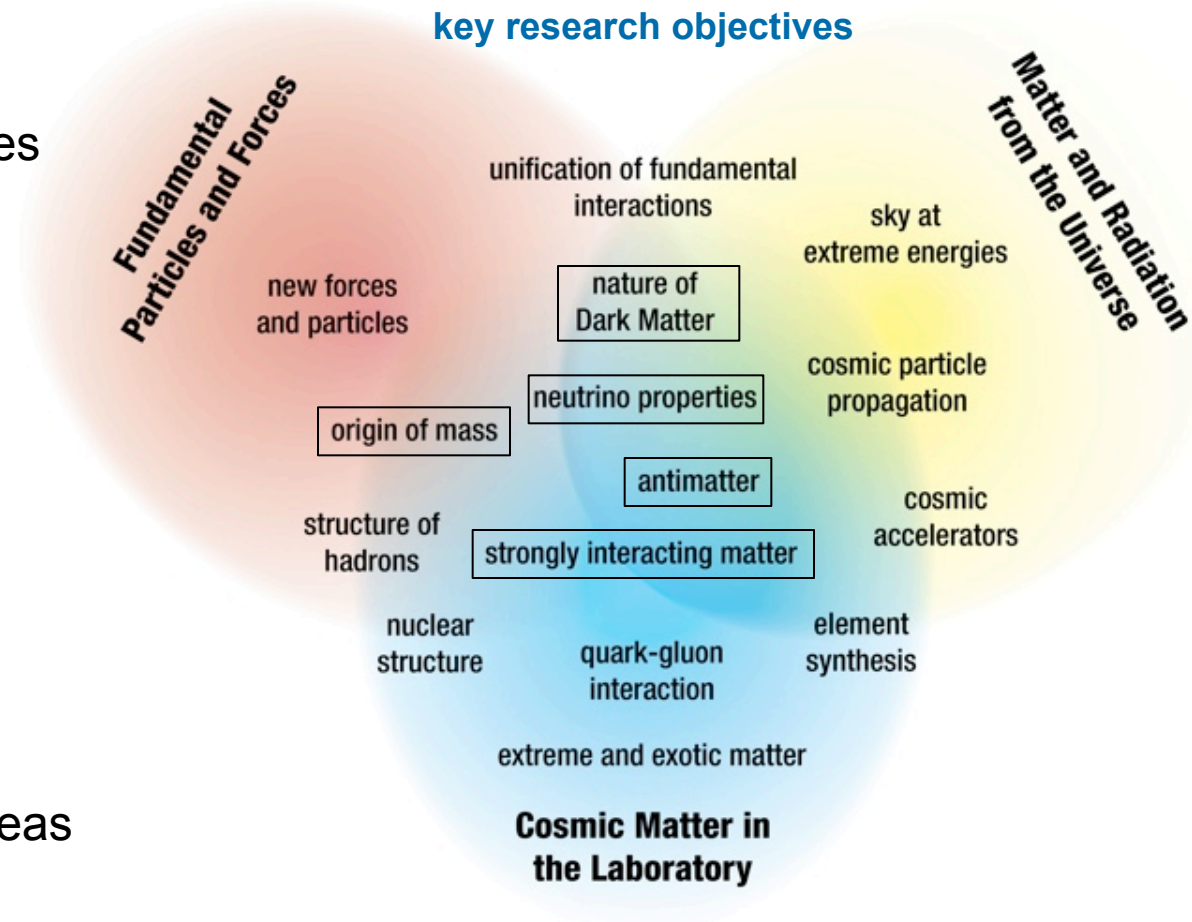 key research objectives
es
Fundamental
Particles and Forces
Matter and Radiation
from the Universe
unification of fundamental
interactions
sky at
extreme energies
new forces
and particles
nature of
Dark Matter
cosmic particle
propagation
neutrino properties
origin of mass
antimatter
cosmic
accelerators
structure of
hadrons
strongly interacting matter
nuclear
structure
quark-gluon
interaction
element
synthesis
extreme and exotic matter
eas
Cosmic Matter in
the Laboratory